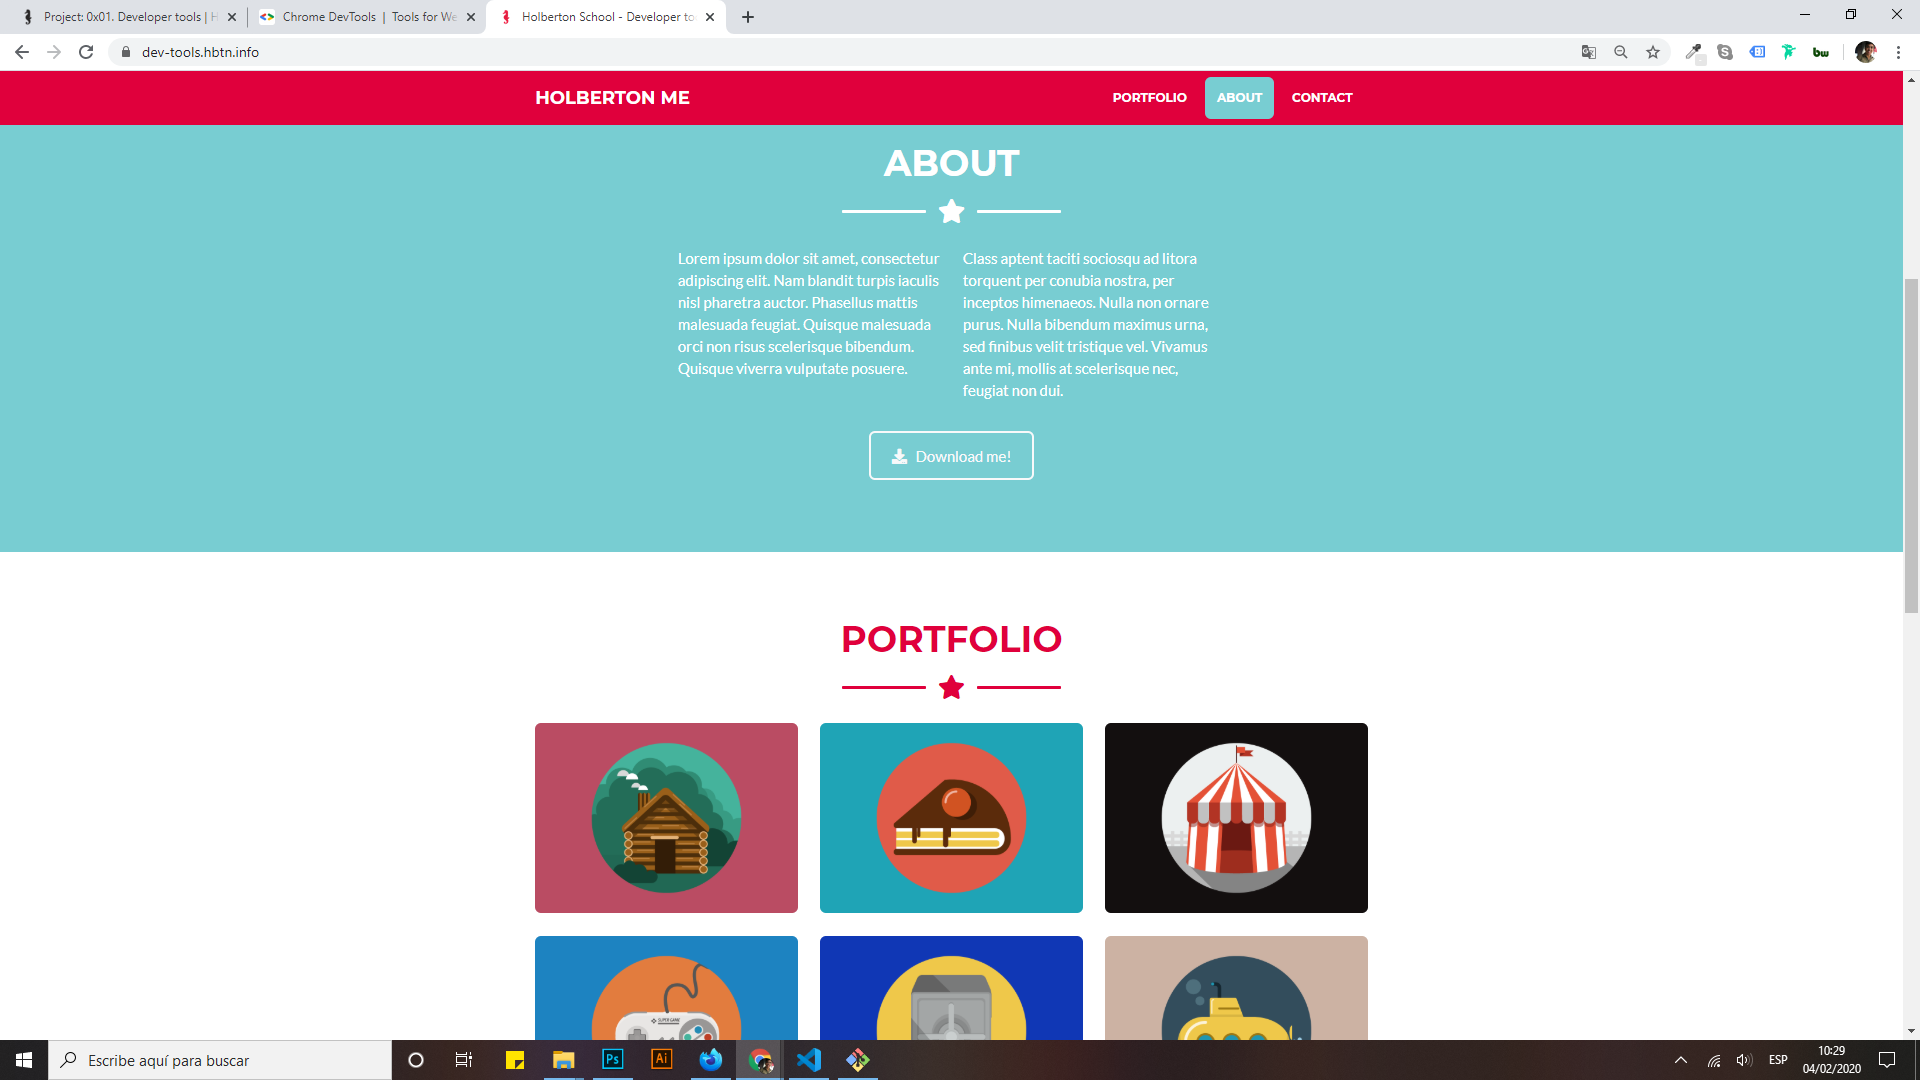 Project: 0x01. Developer tools | H
Chrome DevTools | Tools for We
Holberton School - Developer to
dev-tools.hbtn.info
bw
HOLBERTON ME
PORTFOLIO
ABOUT
CONTACT
ABOUT
Lorem ipsum dolor sit amet, consectetur
adipiscing elit. Nam blandit turpis iaculis
nisl pharetra auctor. Phasellus mattis
malesuada feugiat. Quisque malesuada
orci non risus scelerisque bibendum.
Quisque viverra vulputate posuere.
Class aptent taciti sociosqu ad litora
torquent per conubia nostra, per
inceptos himenaeos. Nulla non ornare
purus. Nulla bibendum maximus urna,
sed finibus velit tristique vel. Vivamus
ante mi, mollis at scelerisque nec,
feugiat non dui.
Download me!
PORTFOLIO
SUPER GAME
Escribe aquí para buscar
Ps
Ai
ESP
10:29
04/02/2020